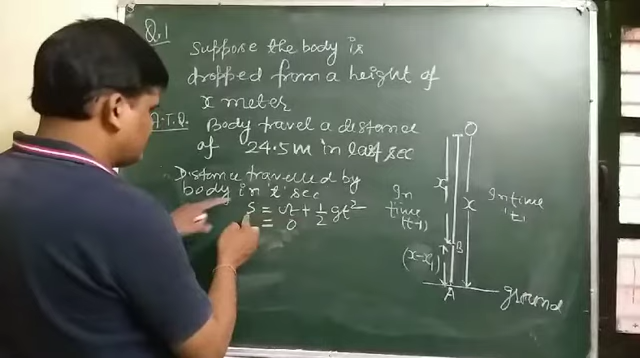 Q.1
Suppose the body is
dropped from a height of
x meter
A.T.Q. Body travel a distance
of 24.5m in last sec
Distance travelled by
body in 't' sec
S = ut + 1/2 gt²
= 0
In
time
(t-1)
x
In time
't'
B
(x-x1)
A
ground